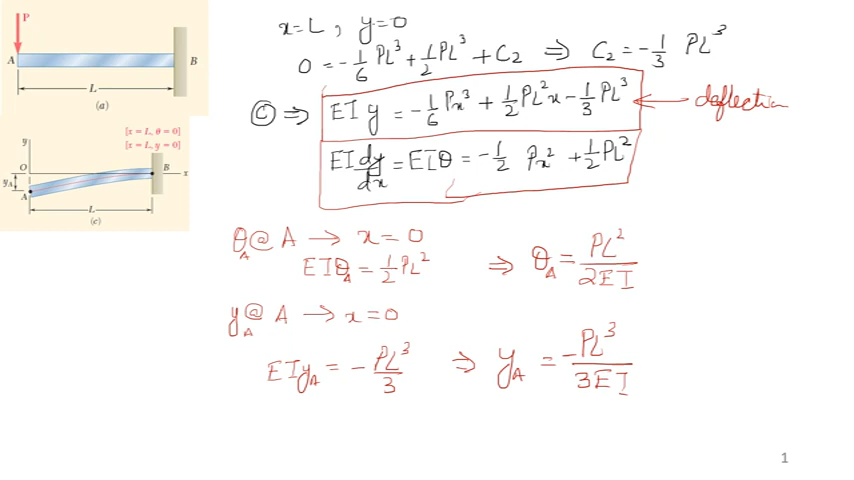 P
A
B
L
(a)
[x = L, θ = 0]
[x = L, y = 0]
y
O
B
x
yA
A
L
(c)
x=L, y=0
0 = -1/6 PL³ + 1/2 PL³ + C₂ ⇒ C₂ = -1/3 PL³
© ⇒ EI y = -1/6 Px³ + 1/2 PL²x - 1/3 PL³ ← deflection
EI dy/dx = EIθ = -1/2 Px² + 1/2 PL²
θA @ A → x=0
EIθA = 1/2 PL² ⇒ θA = PL²/2EI
yA @ A → x=0
EIyA = -PL³/3 ⇒ yA = -PL³/3EI
1